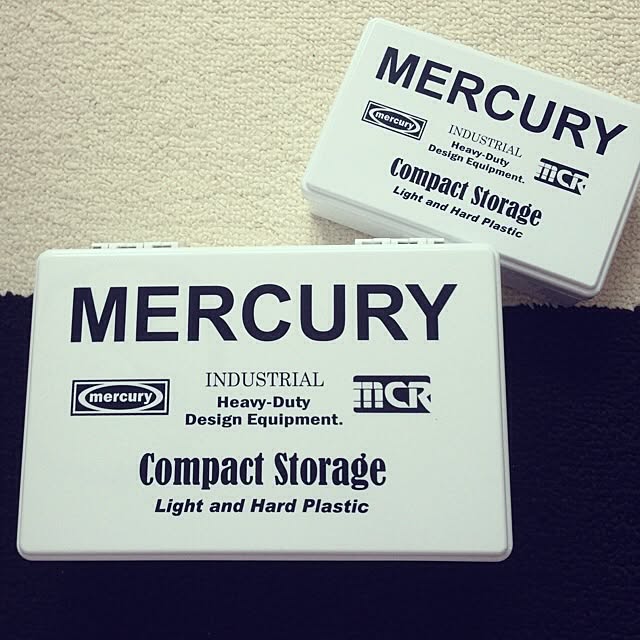 MERCURY
mercury
INDUSTRIAL
Heavy-Duty
Design Equipment.
MCR
Compact Storage
Light and Hard Plastic
MERCURY
mercury
INDUSTRIAL
Heavy-Duty
Design Equipment.
MCR
Compact Storage
Light and Hard Plastic